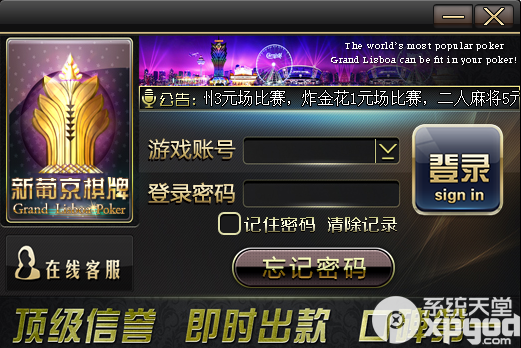 The world's most popular poker
Grand Lisboa can be fit in your poker!
公告: 州3元场比赛，炸金花1元场比赛，二人麻将5元
新葡京棋牌
Grand Lisboa Poker
游戏账号
登录密码
登录
sign in
记住密码 清除记录
在线客服
忘记密码
顶级信誉 即时出款 口
系统天堂
xpgod.com